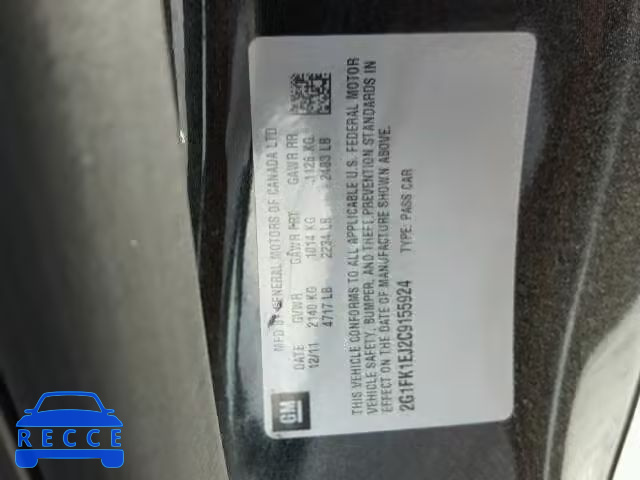 MFD BY GENERAL MOTORS OF CANADA LTD
DATE GVWR GAWR FRT GAWR RR
12/11 2140 KG 1014 KG 1126 KG
4717 LB 2234 LB 2483 LB
THIS VEHICLE CONFORMS TO ALL APPLICABLE U.S. FEDERAL MOTOR
VEHICLE SAFETY, BUMPER, AND THEFT PREVENTION STANDARDS IN
EFFECT ON THE DATE OF MANUFACTURE SHOWN ABOVE.
2G1FK1EJ2C9155924 TYPE: PASS CAR
GM
RECCE